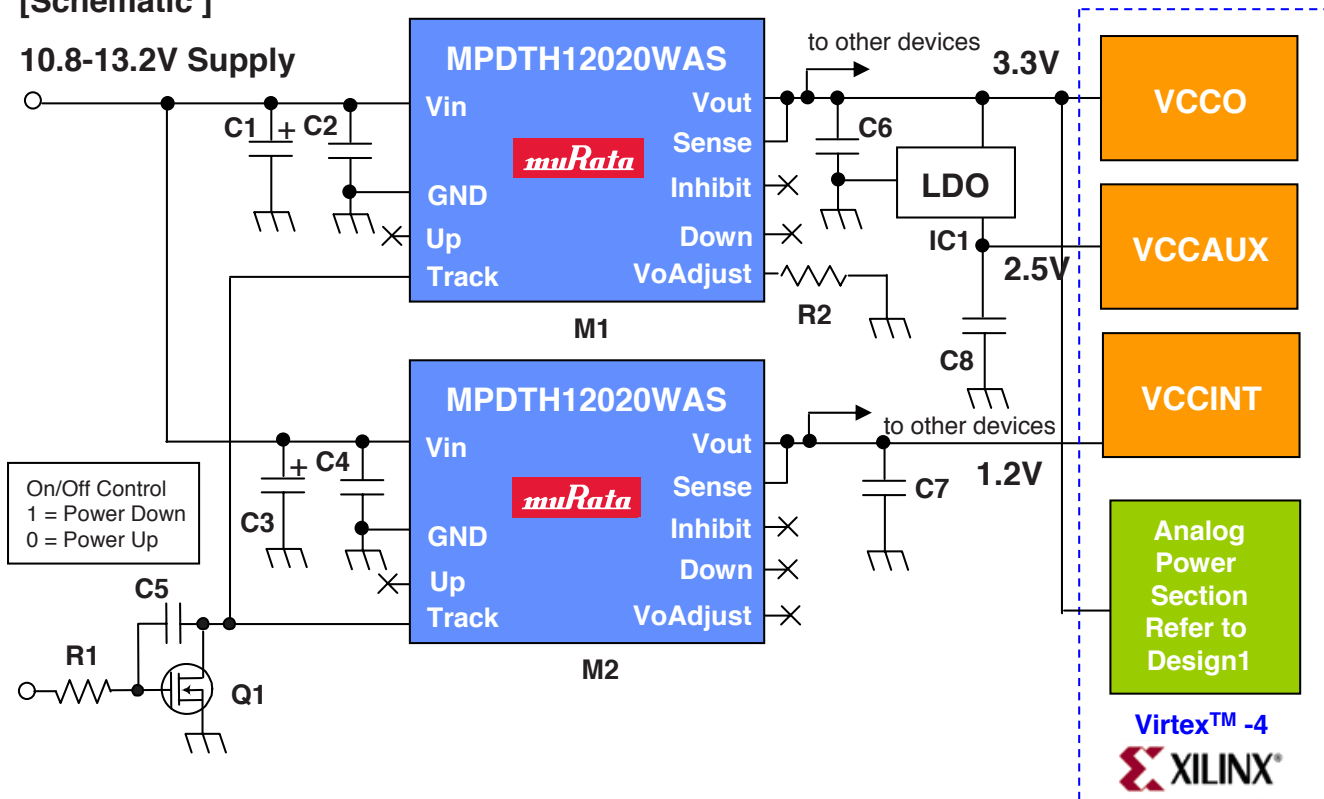 [Schematic ]
10.8-13.2V Supply
MPDTH12020WAS
muRata
Vin
GND
Up
Track
Vout
Sense
Inhibit
Down
VoAdjust
M1
C1
+
C2
to other devices
3.3V
C6
LDO
IC1
2.5V
R2
C8
VCCO
VCCAUX
VCCINT
MPDTH12020WAS
muRata
Vin
GND
Up
Track
Vout
Sense
Inhibit
Down
VoAdjust
M2
C3
+
C4
to other devices
1.2V
C7
On/Off Control
1 = Power Down
0 = Power Up
C5
R1
Q1
Analog
Power
Section
Refer to
Design1
Virtex™ -4
XILINX®